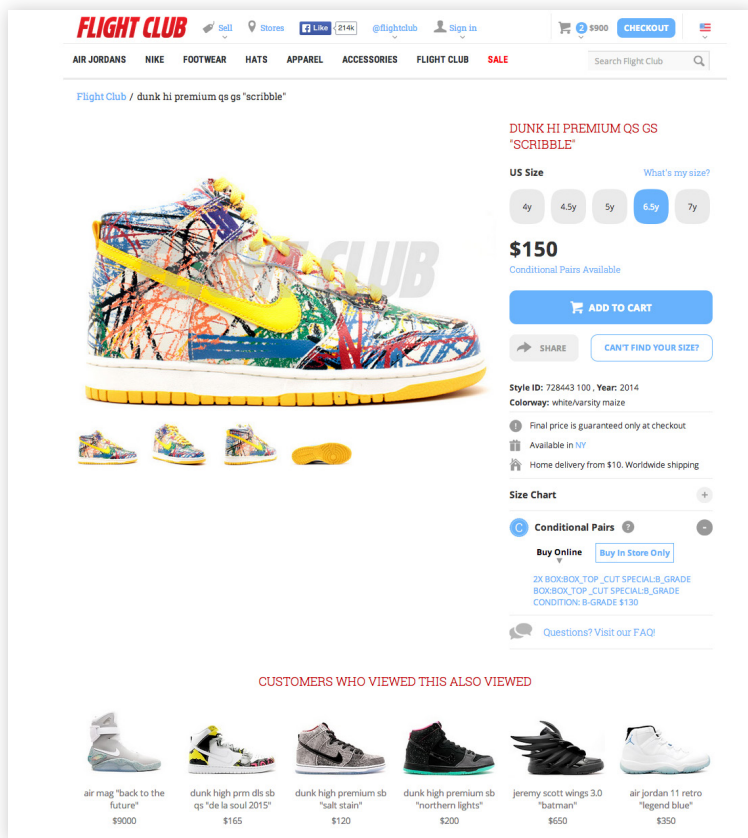 FLIGHT CLUB
Sell
Stores
Like
214k
@flightclub
Sign in
2
$900
CHECKOUT
AIR JORDANS
NIKE
FOOTWEAR
HATS
APPAREL
ACCESSORIES
FLIGHT CLUB
SALE
Search Flight Club
Flight Club / dunk hi premium qs gs "scribble"
DUNK HI PREMIUM QS GS
"SCRIBBLE"
US Size
What's my size?
4y
4.5y
5y
6.5y
7y
$150
Conditional Pairs Available
CLUB
ADD TO CART
SHARE
CAN'T FIND YOUR SIZE?
Style ID: 728443 100 , Year: 2014
Colorway: white/varsity maize
Final price is guaranteed only at checkout
Available in NY
Home delivery from $10. Worldwide shipping
Size Chart
+
C
Conditional Pairs
?
-
Buy Online
Buy In Store Only
2X BOX:BOX_TOP _CUT SPECIAL:B_GRADE
BOX:BOX_TOP _CUT SPECIAL:B_GRADE
CONDITION: B-GRADE $130
Questions? Visit our FAQ!
CUSTOMERS WHO VIEWED THIS ALSO VIEWED
air mag "back to the
future"
$9000
dunk high prm dls sb
qs "de la soul 2015"
$165
dunk high premium sb
"salt stain"
$120
dunk high premium sb
"northern lights"
$200
jeremy scott wings 3.0
"batman"
$650
air jordan 11 retro
"legend blue"
$350